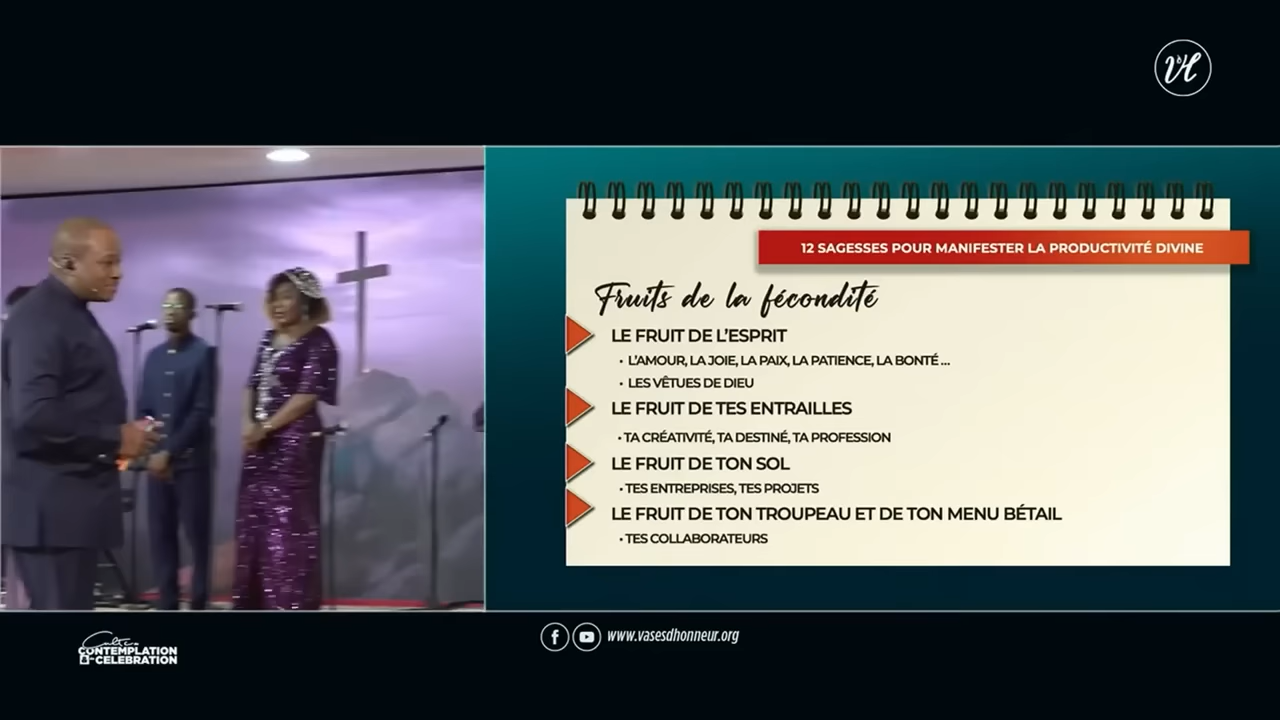 VH
12 SAGESSES POUR MANIFESTER LA PRODUCTIVITÉ DIVINE
Fruits de la fécondité
LE FRUIT DE L'ESPRIT
• L'AMOUR, LA JOIE, LA PAIX, LA PATIENCE, LA BONTÉ ...
• LES VÊTUES DE DIEU
LE FRUIT DE TES ENTRAILLES
• TA CRÉATIVITÉ, TA DESTINÉ, TA PROFESSION
LE FRUIT DE TON SOL
• TES ENTREPRISES, TES PROJETS
LE FRUIT DE TON TROUPEAU ET DE TON MENU BÉTAIL
• TES COLLABORATEURS
www.vasesdhonneur.org
Culte
CONTEMPLATION
&-CELEBRATION